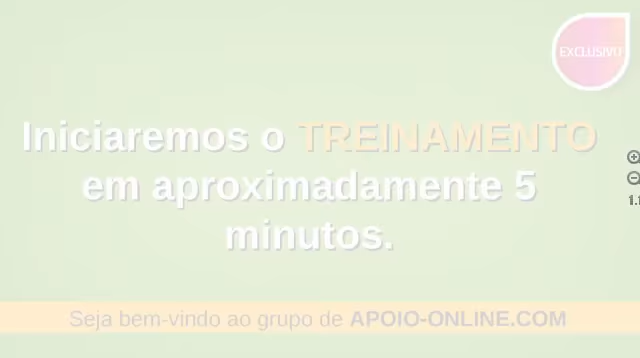 EXCLUSIVO
Iniciaremos o TREINAMENTO
em aproximadamente 5
minutos.
Seja bem-vindo ao grupo de APOIO-ONLINE.COM